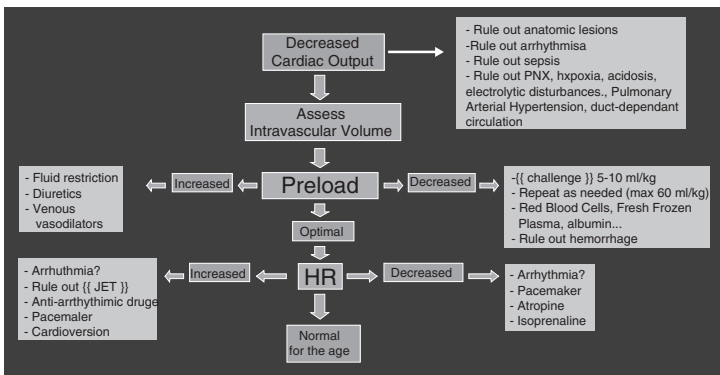 Decreased
Cardiac Output
- Rule out anatomic lesions
-Rule out arrhythmisa
- Rule out sepsis
- Rule out PNX, hxpoxia, acidosis,
electrolytic disturbances., Pulmonary
Arterial Hypertension, duct-dependant
circulation
Assess
Intravascular Volume
- Fluid restriction
- Diuretics
- Venous
vasodilators
Increased
Preload
Decreased
-{{ challenge }} 5-10 ml/kg
- Repeat as needed (max 60 ml/kg)
- Red Blood Cells, Fresh Frozen
Plasma, albumin...
- Rule out hemorrhage
Optimal
- Arrhuthmia?
- Rule out {{ JET }}
- Anti-arrthythimic druge
- Pacemaler
- Cardioversion
Increased
HR
Decreased
- Arrhythmia?
- Pacemaker
- Atropine
- Isoprenaline
Normal
for the age